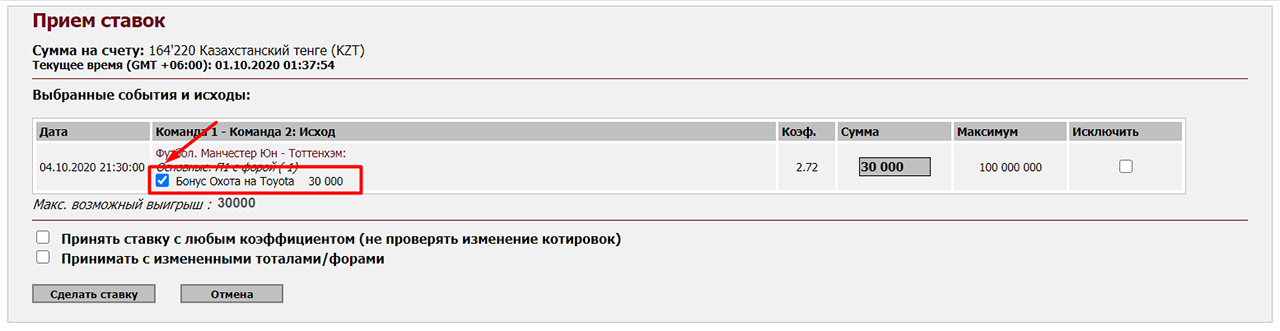 Прием ставок
Сумма на счету: 164'220 Казахстанский тенге (KZT)
Текущее время (GMT +06:00): 01.10.2020 01:37:54
Выбранные события и исходы:
Дата Команда 1 - Команда 2: Исход Коэф. Сумма Максимум Исключить
Футбол. Манчестер Юн - Тоттенхэм:
04.10.2020 21:30:00 Основные: П1 с форой (-1) 2.72 30 000 100 000 000
Бонус Охота на Toyota 30 000
Макс. возможный выигрыш : 30000
Принять ставку с любым коэффициентом (не проверять изменение котировок)
Принимать с измененными тоталами/форами
Сделать ставку Отмена